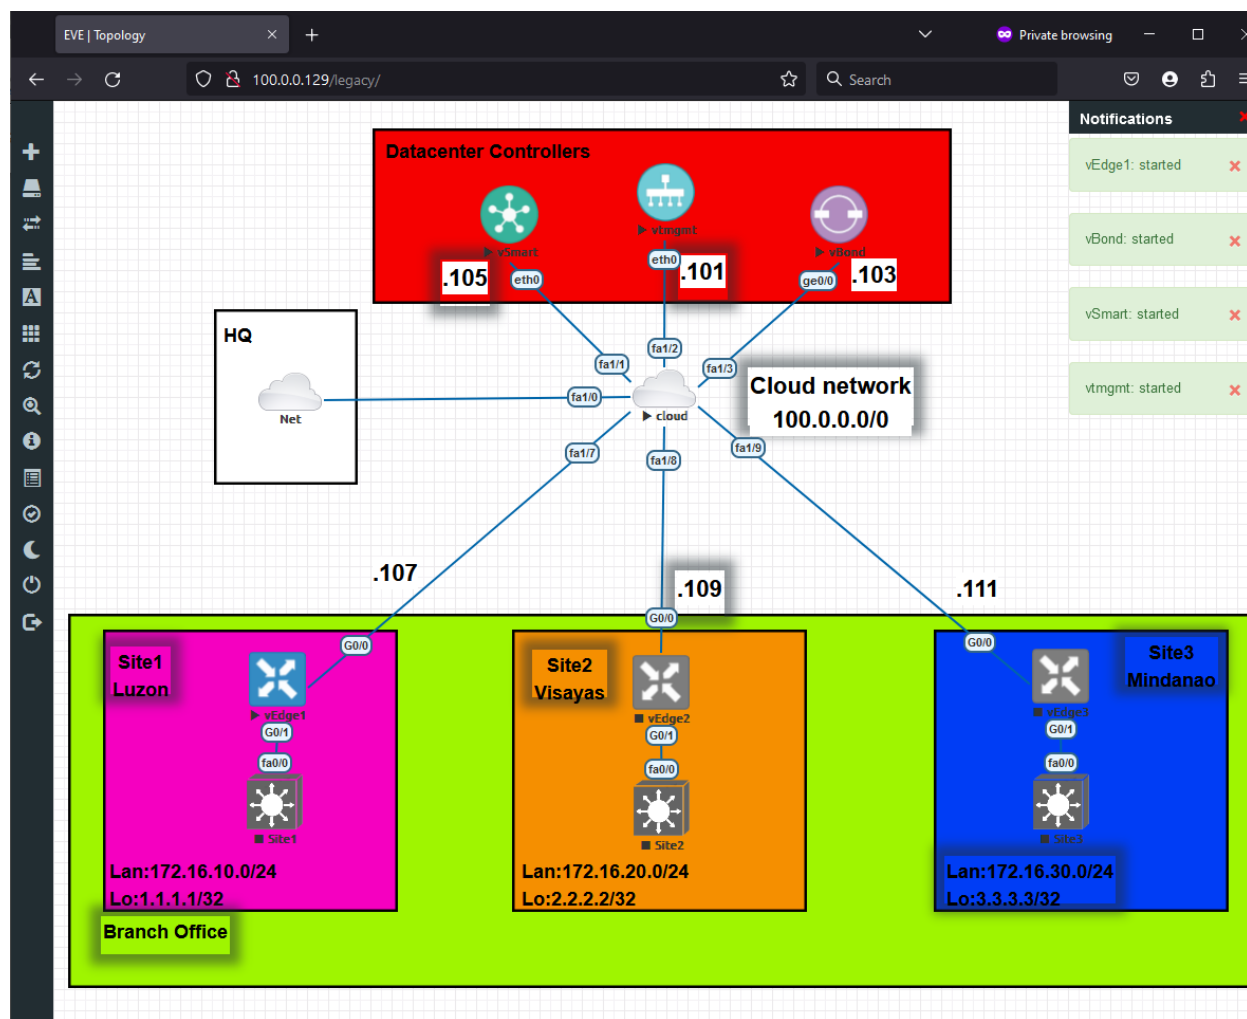 EVE | Topology
Private browsing
100.0.0.129/legacy/
Search
Notifications
vEdge1: started
vBond: started
vSmart: started
vtmgmt: started
Datacenter Controllers
vSmart
vtmgmt
vBond
.105
eth0
eth0
.101
ge0/0
.103
HQ
Net
fa1/1
fa1/2
fa1/3
fa1/0
cloud
Cloud network
100.0.0.0/0
fa1/7
fa1/8
fa1/9
.107
.109
.111
G0/0
G0/0
G0/0
Site1
Luzon
vEdge1
G0/1
fa0/0
Site1
Lan:172.16.10.0/24
Lo:1.1.1.1/32
Site2
Visayas
vEdge2
G0/1
fa0/0
Site2
Lan:172.16.20.0/24
Lo:2.2.2.2/32
Site3
Mindanao
vEdge3
G0/1
fa0/0
Site3
Lan:172.16.30.0/24
Lo:3.3.3.3/32
Branch Office